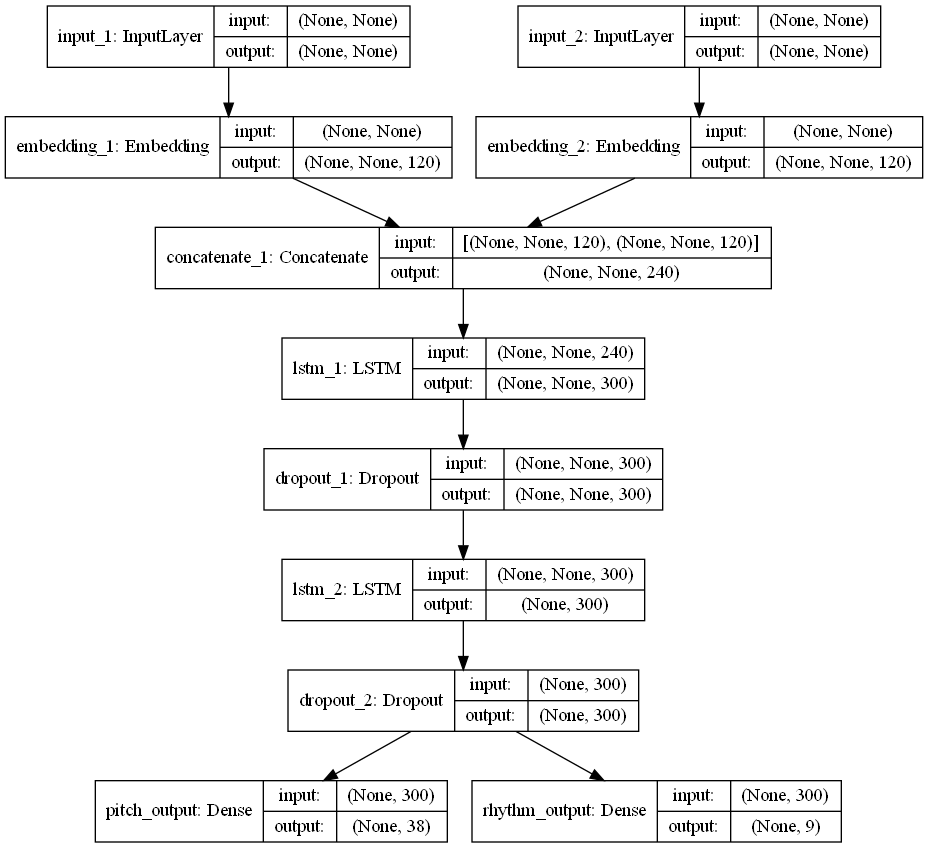 input_1: InputLayer
input: (None, None)
output: (None, None)
input_2: InputLayer
input: (None, None)
output: (None, None)
embedding_1: Embedding
input: (None, None)
output: (None, None, 120)
embedding_2: Embedding
input: (None, None)
output: (None, None, 120)
concatenate_1: Concatenate
input: [(None, None, 120), (None, None, 120)]
output: (None, None, 240)
lstm_1: LSTM
input: (None, None, 240)
output: (None, None, 300)
dropout_1: Dropout
input: (None, None, 300)
output: (None, None, 300)
lstm_2: LSTM
input: (None, None, 300)
output: (None, 300)
dropout_2: Dropout
input: (None, 300)
output: (None, 300)
pitch_output: Dense
input: (None, 300)
output: (None, 38)
rhythm_output: Dense
input: (None, 300)
output: (None, 9)